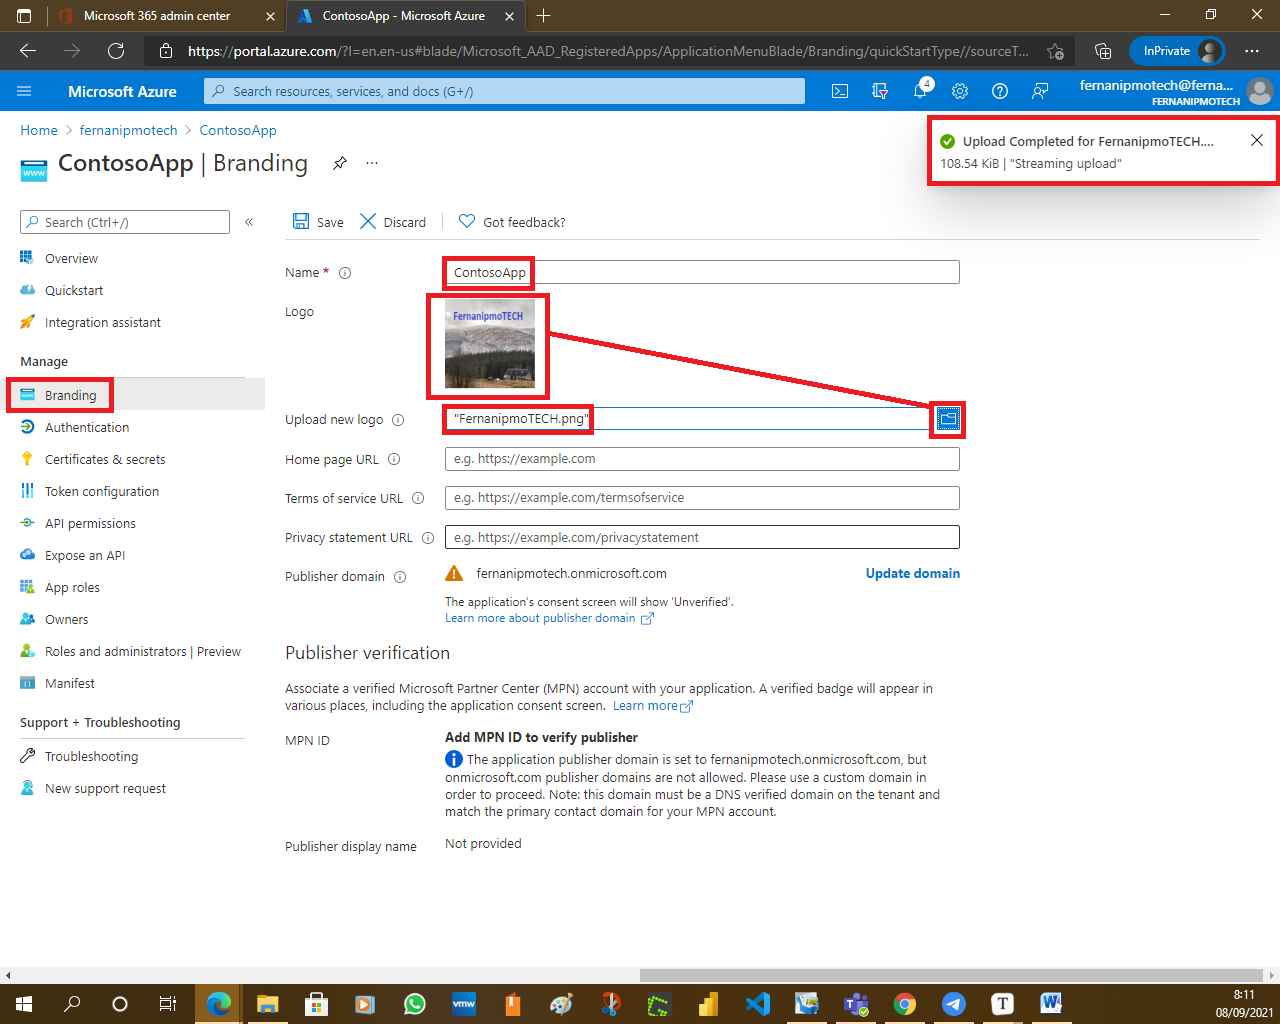 Microsoft 365 admin center
ContosoApp - Microsoft Azure
https://portal.azure.com/?l=en.en-us#blade/Microsoft_AAD_RegisteredApps/ApplicationMenuBlade/Branding/quickStartType//sourceT...
InPrivate
Microsoft Azure
Search resources, services, and docs (G+/)
4
fernanipmotech@ferna...
FERNANIPMOTECH
Home > fernanipmotech > ContosoApp
ContosoApp | Branding
Upload Completed for FernanipmoTECH....
108.54 KiB | "Streaming upload"
Search (Ctrl+/)
Save
Discard
Got feedback?
Overview
Quickstart
Integration assistant
Manage
Branding
Authentication
Certificates & secrets
Token configuration
API permissions
Expose an API
App roles
Owners
Roles and administrators | Preview
Manifest
Support + Troubleshooting
Troubleshooting
New support request
Name *
ContosoApp
Logo
FernanipmoTECH
Upload new logo
"FernanipmoTECH.png"
Home page URL
e.g. https://example.com
Terms of service URL
e.g. https://example.com/termsofservice
Privacy statement URL
e.g. https://example.com/privacystatement
Publisher domain
fernanipmotech.onmicrosoft.com
Update domain
The application's consent screen will show 'Unverified'.
Learn more about publisher domain
Publisher verification
Associate a verified Microsoft Partner Center (MPN) account with your application. A verified badge will appear in
various places, including the application consent screen. Learn more
MPN ID
Add MPN ID to verify publisher
The application publisher domain is set to fernanipmotech.onmicrosoft.com, but
onmicrosoft.com publisher domains are not allowed. Please use a custom domain in
order to proceed. Note: this domain must be a DNS verified domain on the tenant and
match the primary contact domain for your MPN account.
Publisher display name
Not provided
8:11
08/09/2021